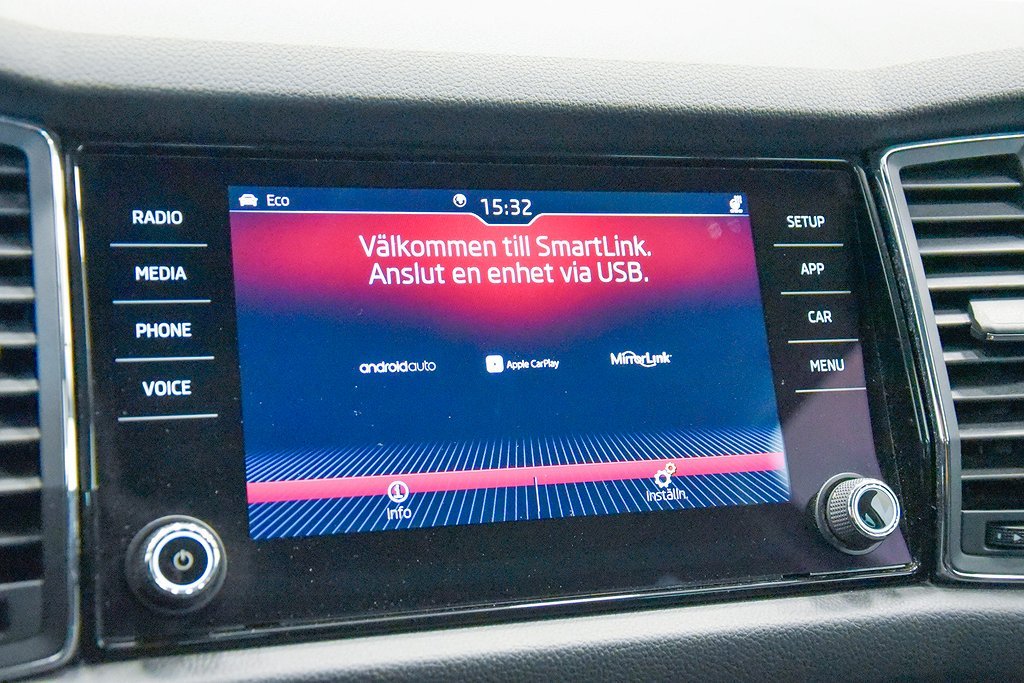 RADIO
MEDIA
PHONE
VOICE
Eco
15:32
Välkommen till SmartLink.
Anslut en enhet via USB.
androidauto
Apple CarPlay
MirrorLink
Info
Inställn.
SETUP
APP
CAR
MENU